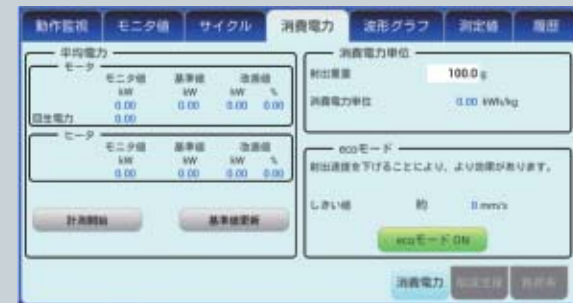 動作監視 モニタ値 サイクル 消費電力 波形グラフ 測定値 履歴
平均電力
モータ
モニタ値 基準値 改善値
kW kW kW %
0.00 0.00 0.00 0.00
回生電力 0.00
ヒータ
モニタ値 基準値 改善値
kW kW kW %
0.00 0.00 0.00 0.00
計測開始 基準値更新
消費電力単位
射出重量 100.0 g
消費電力単位 0.00 kWh/kg
ecoモード
射出速度を下げることにより、より効果があります。
しきい値 約 0 mm/s
ecoモード ON
消費電力